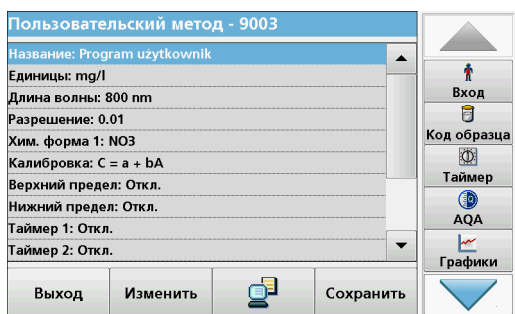 Пользовательский метод - 9003
Название: Program użytkownik
Единицы: mg/l
Длина волны: 800 nm
Разрешение: 0.01
Хим. форма 1: NO3
Калибровка: C = a + bA
Верхний предел: Откл.
Нижний предел: Откл.
Таймер 1: Откл.
Таймер 2: Откл.
Выход
Изменить
Сохранить
Вход
Код образца
Таймер
AQA
Графики